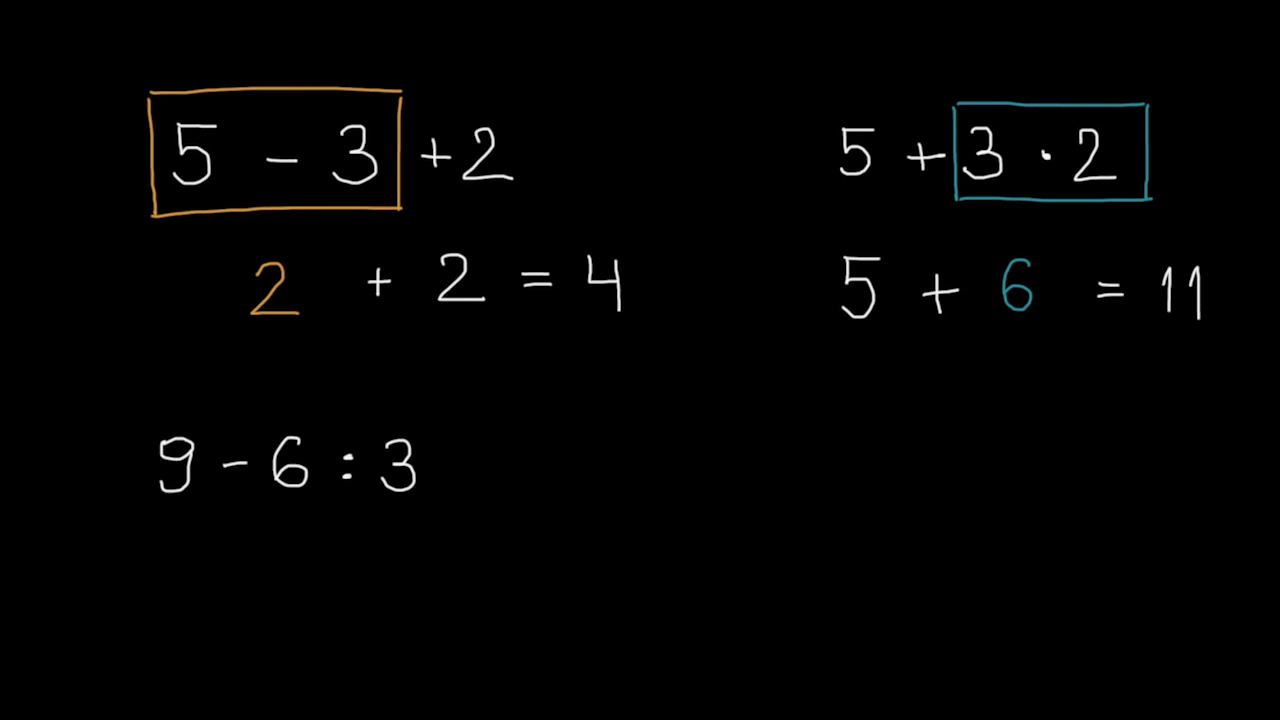 5 - 3 + 2
2 + 2 = 4
5 + 3 · 2
5 + 6 = 11
9 - 6 : 3